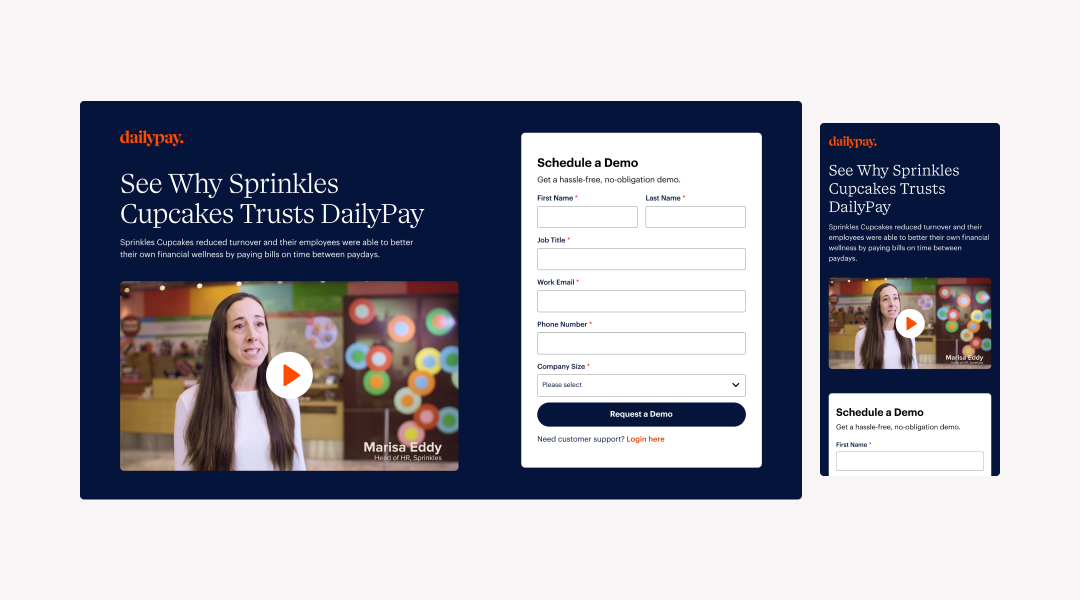 dailypay.
See Why Sprinkles
Cupcakes Trusts DailyPay
Sprinkles Cupcakes reduced turnover and their employees were able to better
their own financial wellness by paying bills on time between paydays.
Marisa Eddy
Head of HR, Sprinkles
Schedule a Demo
Get a hassle-free, no-obligation demo.
First Name *
Last Name *
Job Title *
Work Email *
Phone Number *
Company Size *
Please select
Request a Demo
Need customer support? Login here
dailypay.
See Why Sprinkles
Cupcakes Trusts
DailyPay
Sprinkles Cupcakes reduced turnover and their
employees were able to better their own financial
wellness by paying bills on time between
paydays.
Marisa Eddy
Head of HR, Sprinkles
Schedule a Demo
Get a hassle-free, no-obligation demo.
First Name *